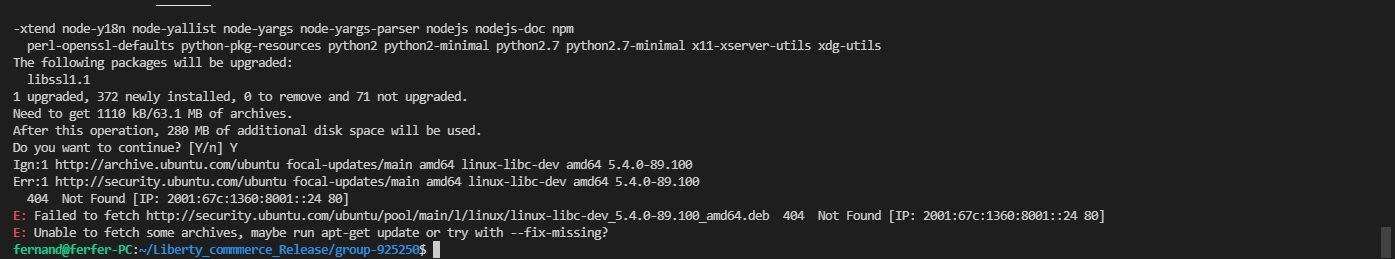 -xtend node-y18n node-yallist node-yargs node-yargs-parser nodejs nodejs-doc npm
  perl-openssl-defaults python-pkg-resources python2 python2-minimal python2.7 python2.7-minimal x11-xserver-utils xdg-utils
The following packages will be upgraded:
  libssl1.1
1 upgraded, 372 newly installed, 0 to remove and 71 not upgraded.
Need to get 1110 kB/63.1 MB of archives.
After this operation, 280 MB of additional disk space will be used.
Do you want to continue? [Y/n] Y
Ign:1 http://archive.ubuntu.com/ubuntu focal-updates/main amd64 linux-libc-dev amd64 5.4.0-89.100
Err:1 http://security.ubuntu.com/ubuntu focal-updates/main amd64 linux-libc-dev amd64 5.4.0-89.100
  404  Not Found [IP: 2001:67c:1360:8001::24 80]
E: Failed to fetch http://security.ubuntu.com/ubuntu/pool/main/l/linux/linux-libc-dev_5.4.0-89.100_amd64.deb  404  Not Found [IP: 2001:67c:1360:8001::24 80]
E: Unable to fetch some archives, maybe run apt-get update or try with --fix-missing?
fernand@ferfer-PC:~/Liberty_commmerce_Release/group-925250$